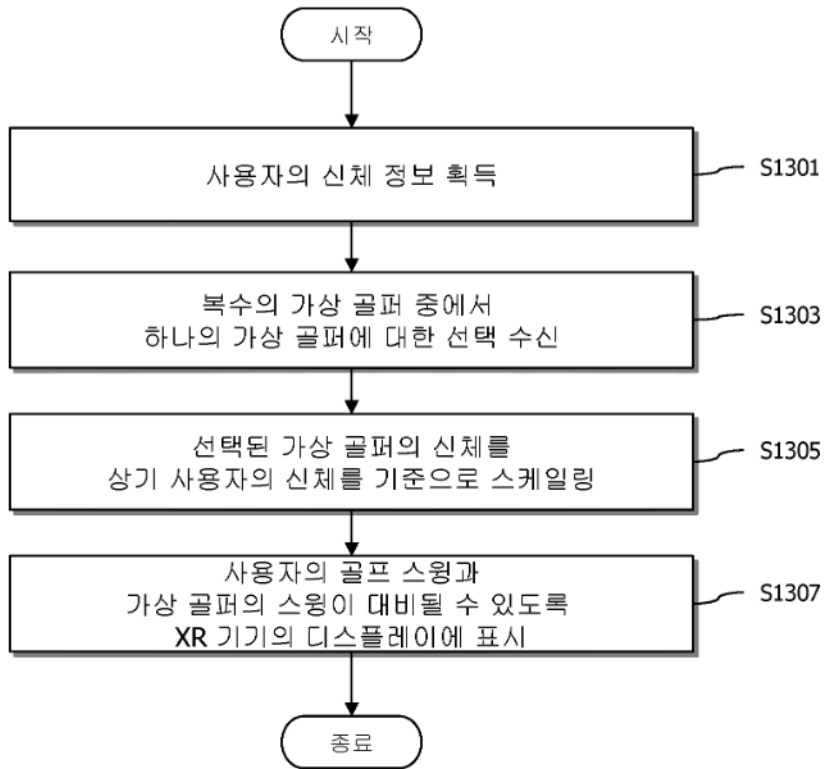 시작
사용자의 신체 정보 획득
S1301
복수의 가상 골퍼 중에서
하나의 가상 골퍼에 대한 선택 수신
S1303
선택된 가상 골퍼의 신체를
상기 사용자의 신체를 기준으로 스케일링
S1305
사용자의 골프 스윙과
가상 골퍼의 스윙이 대비될 수 있도록
XR 기기의 디스플레이에 표시
S1307
종료